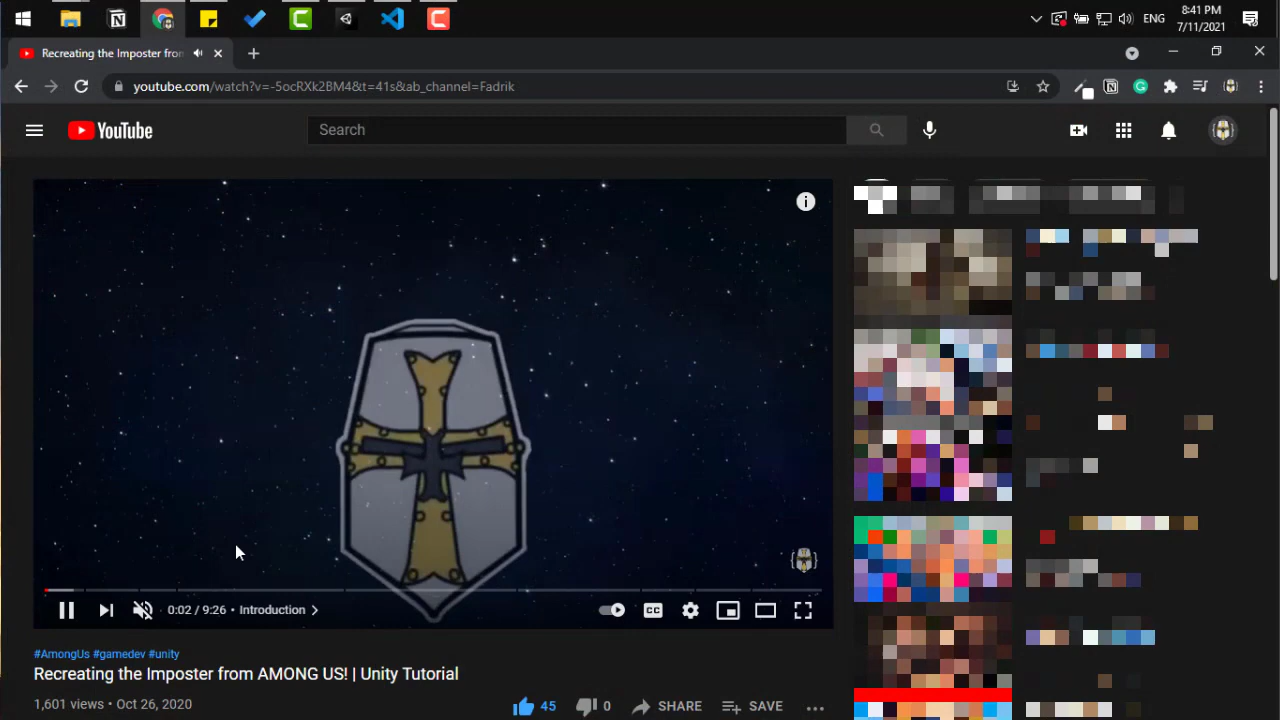 8:41 PM
ENG
7/11/2021
Recreating the Imposter from
youtube.com/watch?v=-5ocRXk2BM4&t=41s&ab_channel=Fadrik
YouTube
Search
0:02 / 9:26 • Introduction
CC
#AmongUs #gamedev #unity
Recreating the Imposter from AMONG US! | Unity Tutorial
1,601 views • Oct 26, 2020
45
0
SHARE
SAVE